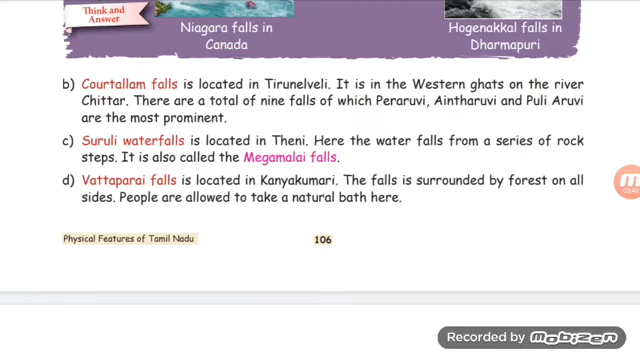 Think and
Answer
Niagara falls in
Canada
Hogenakkal falls in
Dharmapuri
b) Courtallam falls is located in Tirunelveli. It is in the Western ghats on the river
Chittar. There are a total of nine falls of which Peraruvi, Aintharuvi and Puli Aruvi
are the most prominent.
c) Suruli waterfalls is located in Theni. Here the water falls from a series of rock
steps. It is also called the Megamalai falls.
d) Vattaparai falls is located in Kanyakumari. The falls is surrounded by forest on all
sides. People are allowed to take a natural bath here.
Physical Features of Tamil Nadu
106
Recorded by mobizen